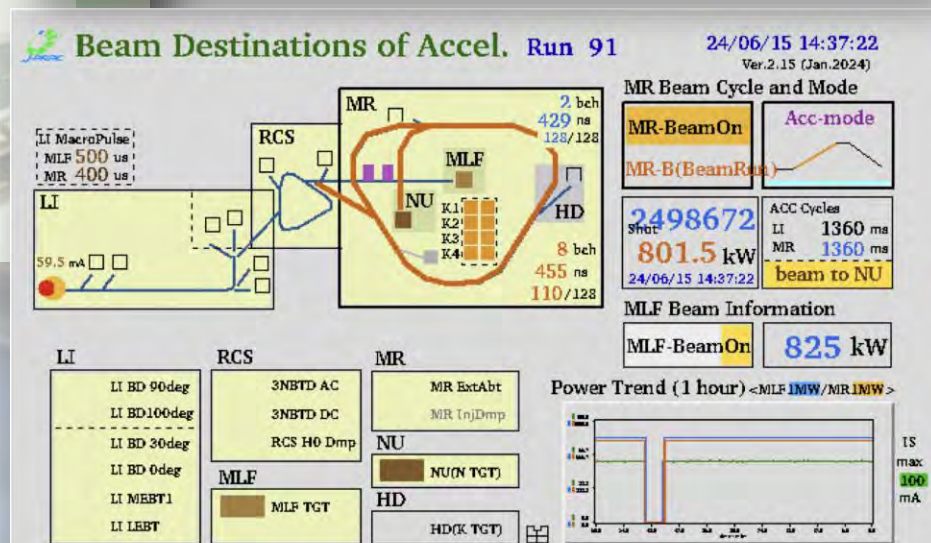 Beam Destinations of Accel. Run 91
24/06/15 14:37:22
Ver.2.15 (Jan.2024)
LI MacroPulse
MLF 500 us
MR 400 us
LI
59.5 mA
RCS
MR
2 bch
429 ns
128/128
MLF
NU
HD
K1
K2
K3
K4
8 bch
455 ns
110/128
MR Beam Cycle and Mode
MR-BeamOn
MR-B(BeamRun)
Acc-mode
Shot 2498672
801.5 kW
24/06/15 14:37:22
ACC Cycles
LI 1360 ms
MR 1360 ms
beam to NU
MLF Beam Information
MLF-BeamOn
825 kW
LI
LI BD 90deg
LI BD100deg
LI BD 30deg
LI BD 0deg
LI MEBT1
LI LEBT
RCS
3NBTD AC
3NBTD DC
RCS H0 Dmp
MLF
MLF TGT
MR
MR ExtAbt
MR InjDmp
NU
NU(N TGT)
HD
HD(K TGT)
Power Trend (1 hour) <MLF 1MW/MR 1MW>
IS
max
100
mA